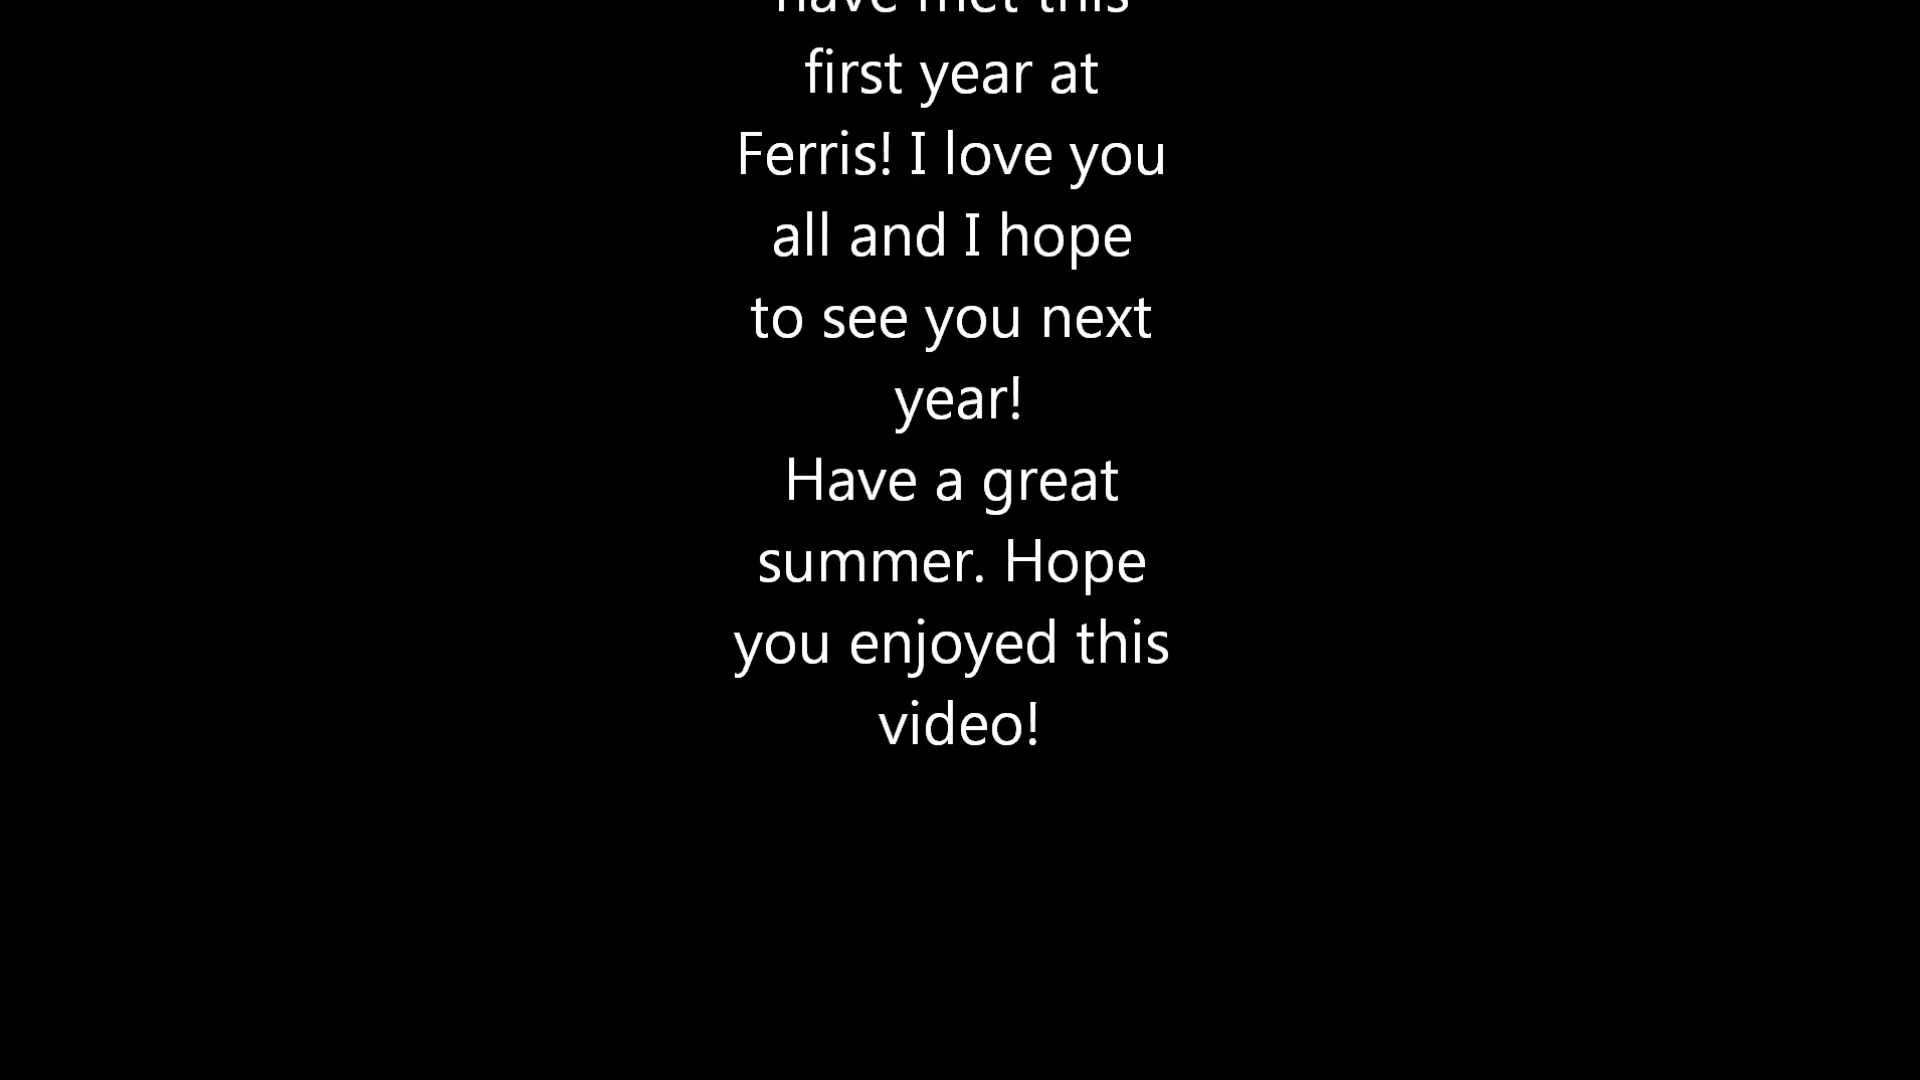 have met this
first year at
Ferris! I love you
all and I hope
to see you next
year!
Have a great
summer. Hope
you enjoyed this
video!